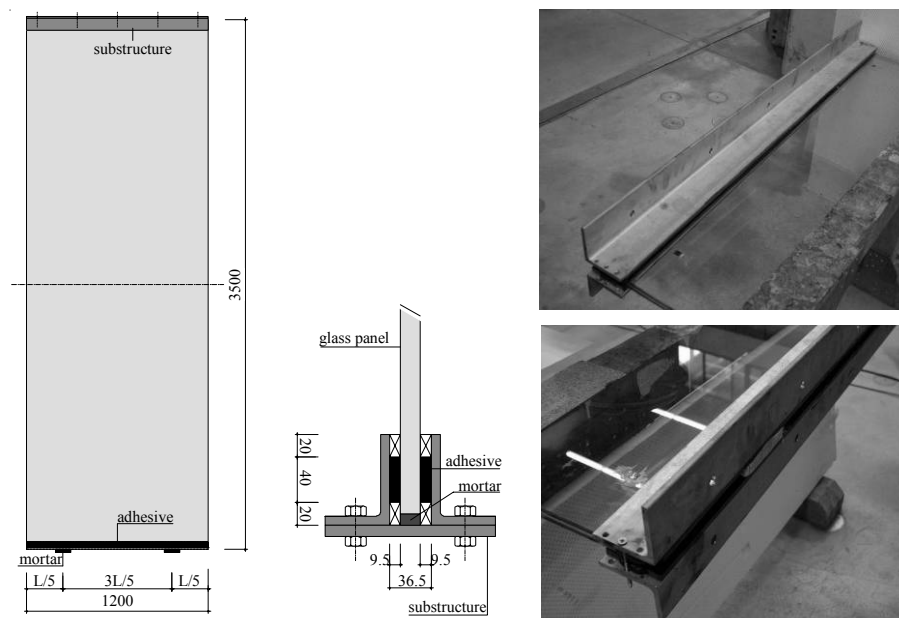 substructure
3500
adhesive
mortar
L/5
3L/5
L/5
1200
glass panel
20
40
20
adhesive
mortar
9.5
9.5
36.5
substructure